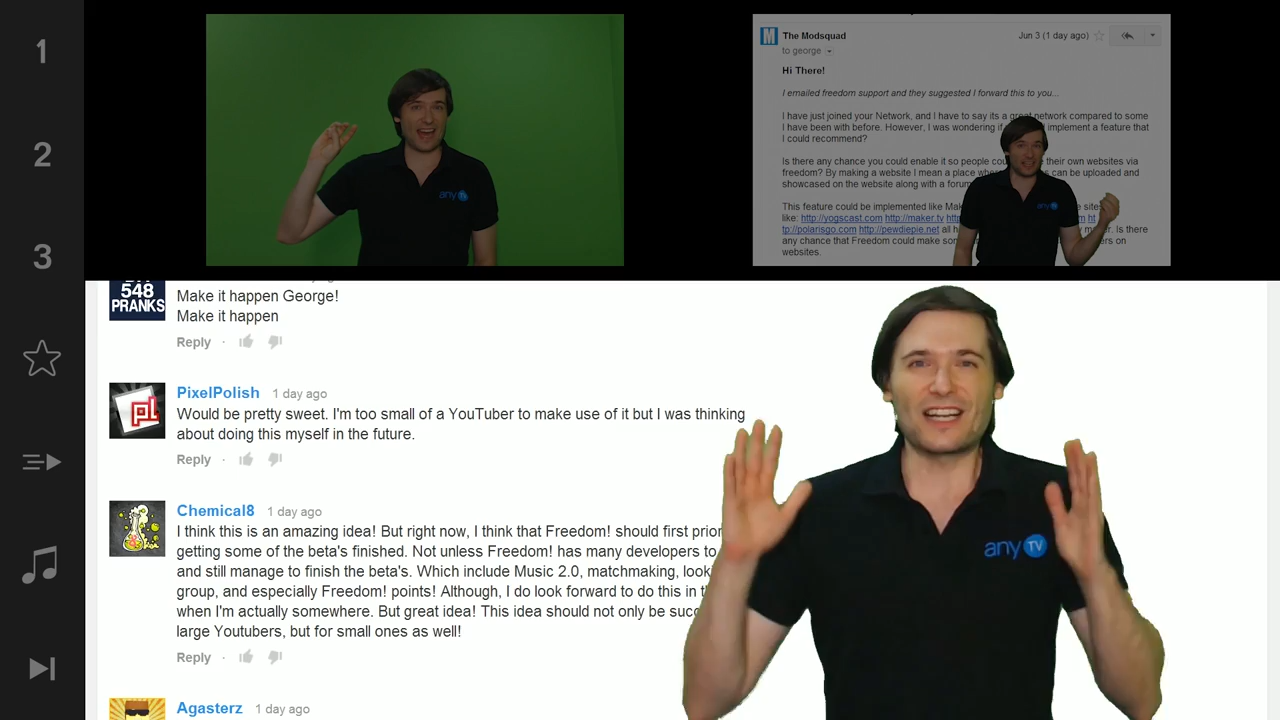 1
2
3
anyTV
The Modsquad
Jun 3 (1 day ago)
to george
Hi There!
I emailed freedom support and they suggested I forward this to you...
I have just joined your Network, and I have to say its a great network compared to some
I have been with before. However, I was wondering if implement a feature that
I could recommend?
Is there any chance you could enable it so people their own websites via
freedom? By making a website I mean a place can be uploaded and
showcased on the website along with a
This feature could be implemented like
like: http://yogscast.com http://maker.tv
http://polarisgo.com http://pewdiepie.net all Is there
any chance that Freedom could make on
websites.
anyTV
548
PRANKS
Make it happen George!
Make it happen
Reply
PixelPolish 1 day ago
Would be pretty sweet. I'm too small of a YouTuber to make use of it but I was thinking
about doing this myself in the future.
Reply
Chemical8 1 day ago
I think this is an amazing idea! But right now, I think that Freedom! should first
getting some of the beta's finished. Not unless Freedom! has many developers to
and still manage to finish the beta's. Which include Music 2.0, matchmaking,
group, and especially Freedom! points! Although, I do look forward to do this in
when I'm actually somewhere. But great idea! This idea should not only be
large Youtubers, but for small ones as well!
Reply
anyTV
Agasterz 1 day ago